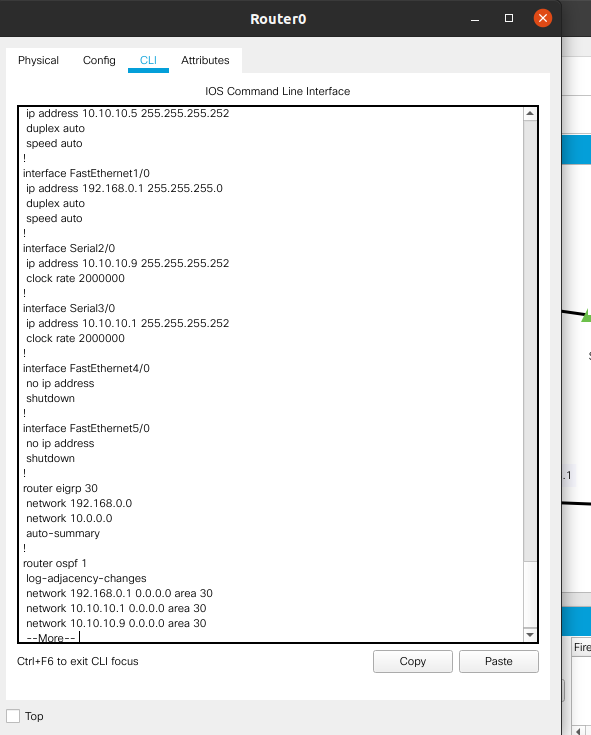 Router0
Physical Config CLI Attributes
IOS Command Line Interface
ip address 10.10.10.5 255.255.255.252
duplex auto
speed auto
!
interface FastEthernet1/0
ip address 192.168.0.1 255.255.255.0
duplex auto
speed auto
!
interface Serial2/0
ip address 10.10.10.9 255.255.255.252
clock rate 2000000
!
interface Serial3/0
ip address 10.10.10.1 255.255.255.252
clock rate 2000000
!
interface FastEthernet4/0
no ip address
shutdown
!
interface FastEthernet5/0
no ip address
shutdown
!
router eigrp 30
network 192.168.0.0
network 10.0.0.0
auto-summary
!
router ospf 1
log-adjacency-changes
network 192.168.0.1 0.0.0.0 area 30
network 10.10.10.1 0.0.0.0 area 30
network 10.10.10.9 0.0.0.0 area 30
--More--
Ctrl+F6 to exit CLI focus
Copy Paste
Top
.1
Fire